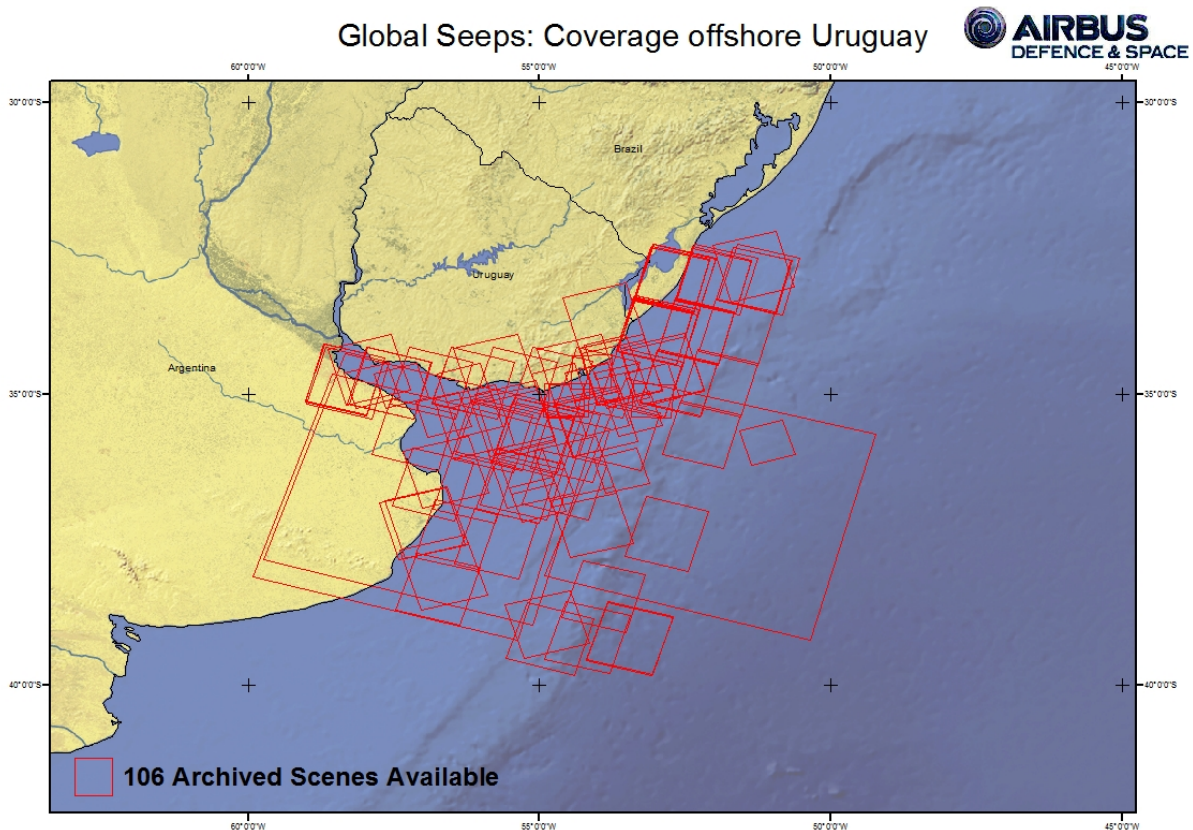 Global Seeps: Coverage offshore Uruguay
AIRBUS
DEFENCE & SPACE
60°0'0"W 55°0'0"W 50°0'0"W 45°0'0"W
30°0'0"S 30°0'0"S
Brazil
Uruguay
Argentina
35°0'0"S 35°0'0"S
40°0'0"S 40°0'0"S
106 Archived Scenes Available
60°0'0"W 55°0'0"W 50°0'0"W 45°0'0"W